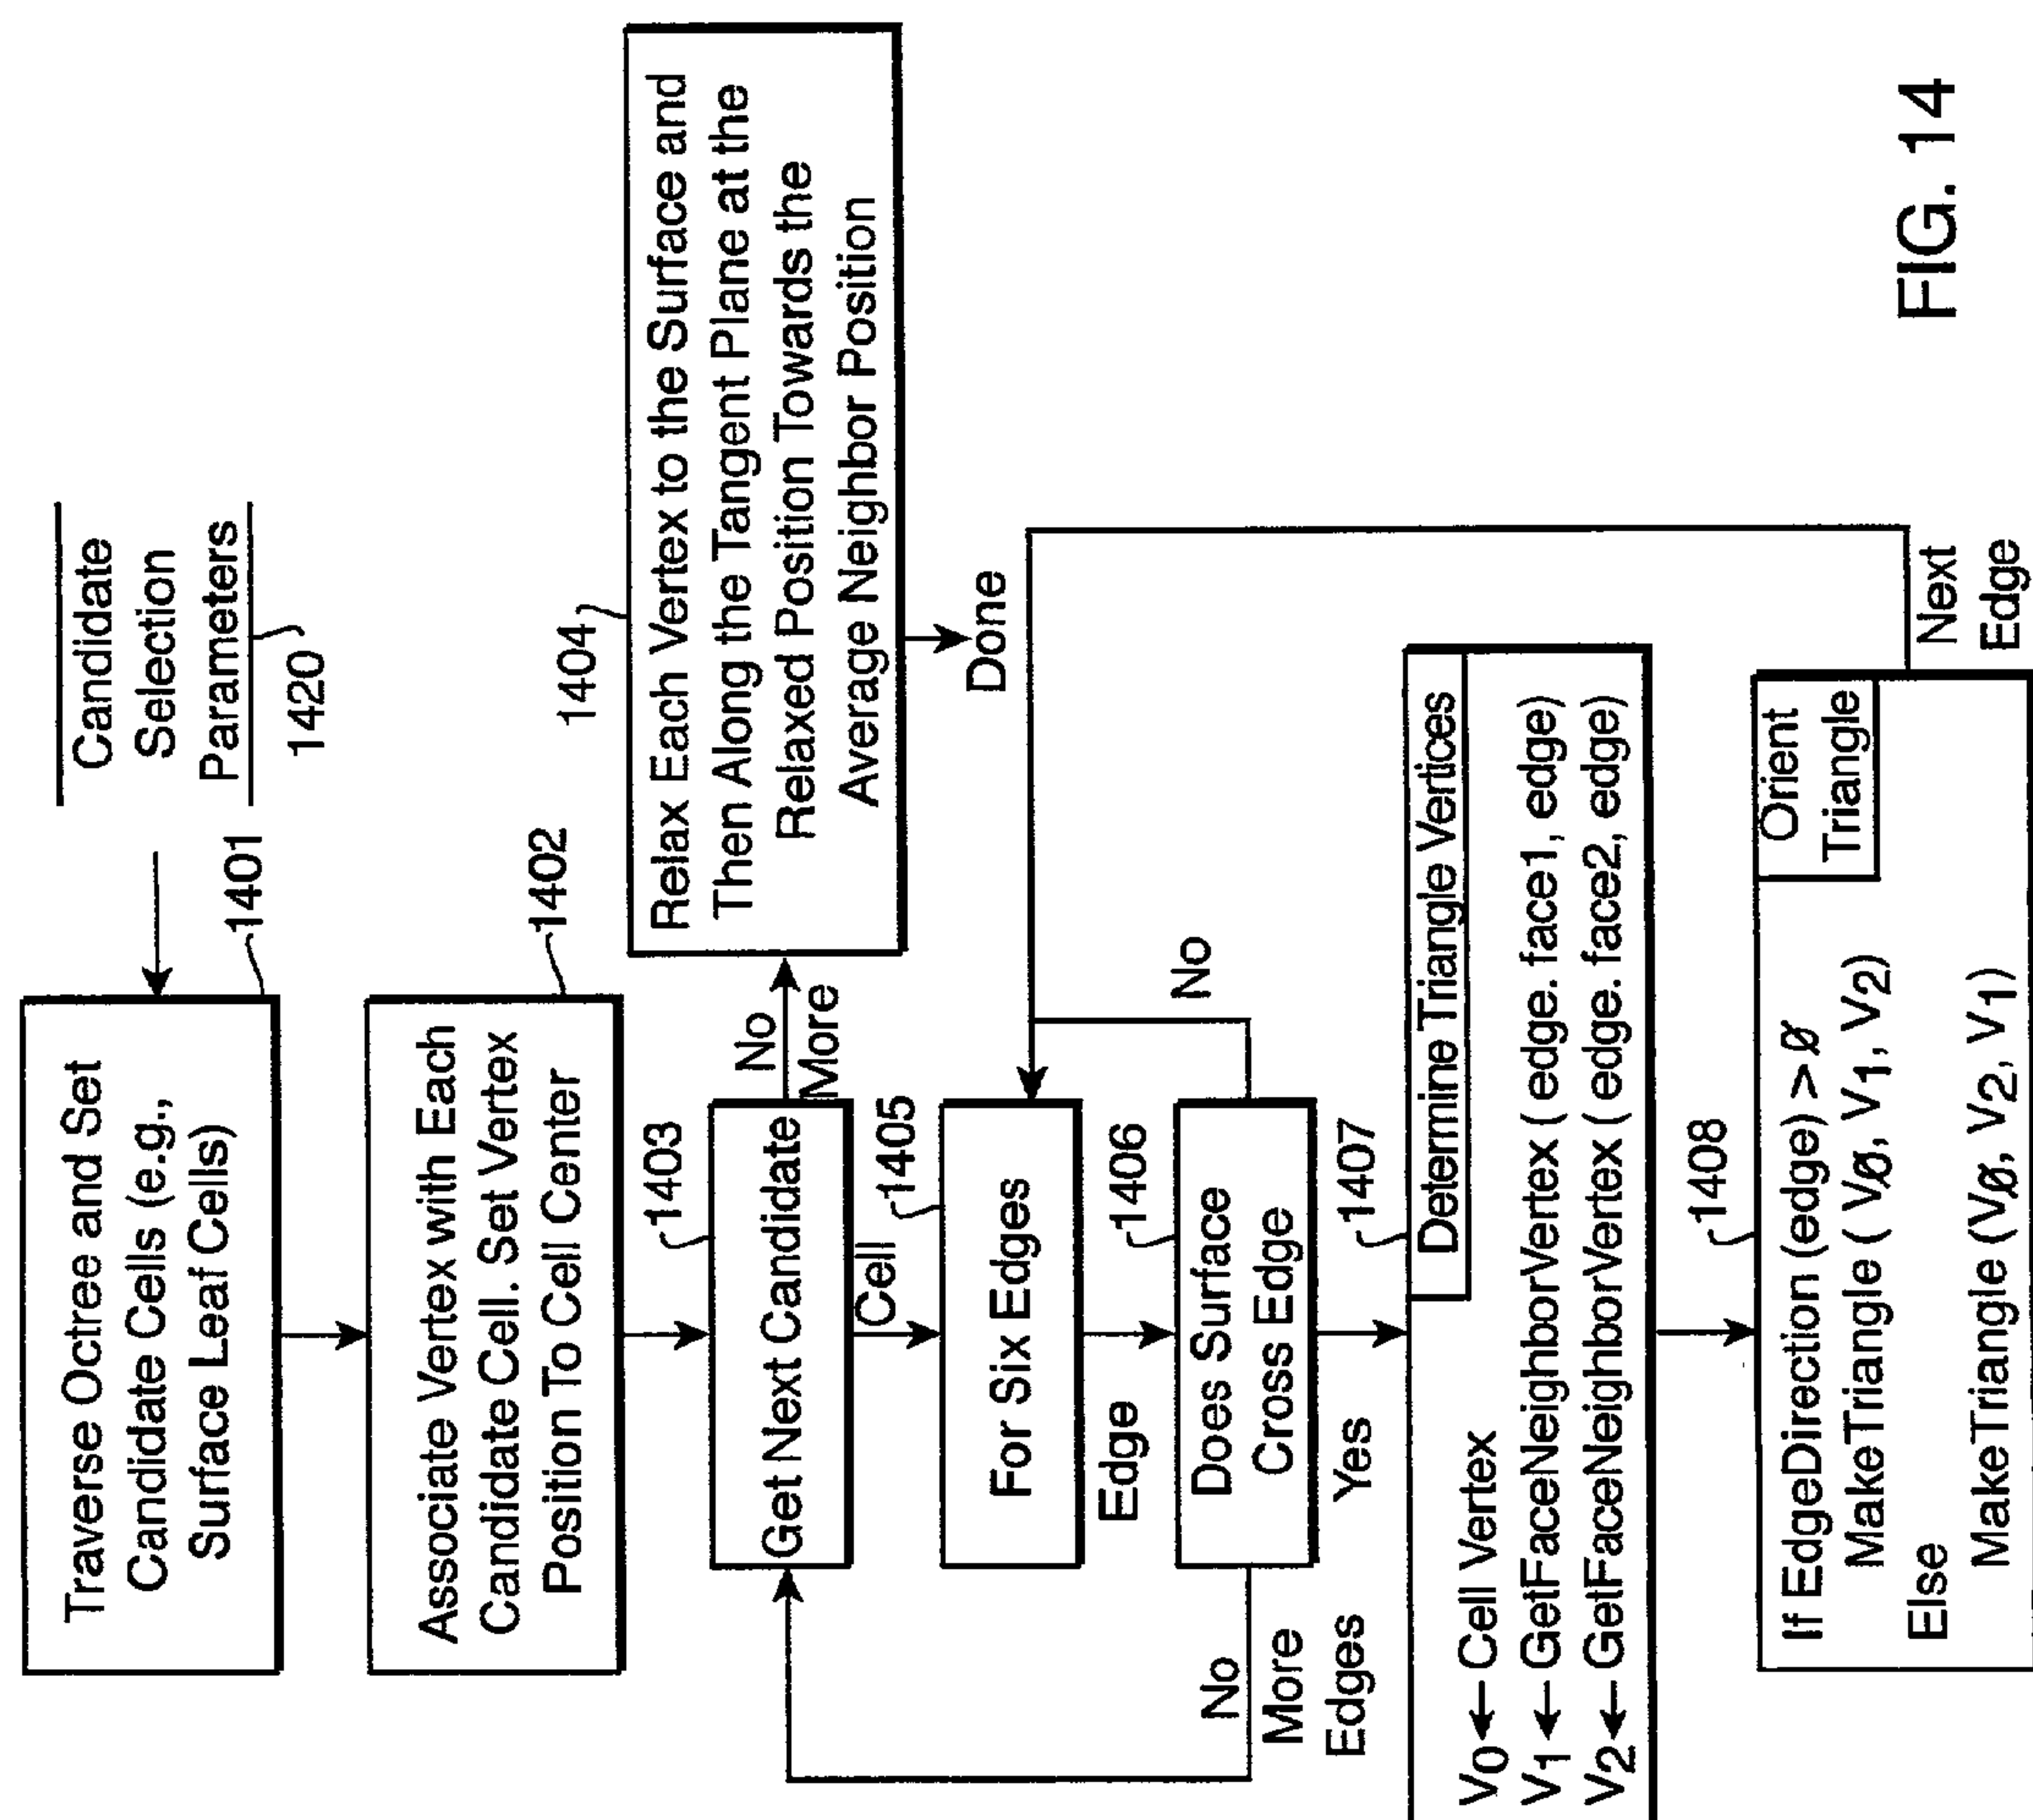 Candidate
Selection
Parameters
1420
Traverse Octree and Set
Candidate Cells (e.g.,
Surface Leaf Cells)
1401
Associate Vertex with Each
Candidate Cell. Set Vertex
Position To Cell Center
1402
Get Next Candidate
1403
No
More
Relax Each Vertex to the Surface and
Then Along the Tangent Plane at the
Relaxed Position Towards the
Average Neighbor Position
1404
Done
Cell
For Six Edges
1405
Edge
Does Surface
Cross Edge
1406
No
No
More
Edges
Yes
1407
Determine Triangle Vertices
V0 ← Cell Vertex
V1 ← GetFaceNeighborVertex ( edge. face1, edge)
V2 ← GetFaceNeighborVertex ( edge. face2, edge)
1408
Orient
Triangle
If EdgeDirection (edge) > Ø
MakeTriangle ( VØ, V1, V2)
Else
MakeTriangle (VØ, V2, V1)
Next
Edge
FIG. 14